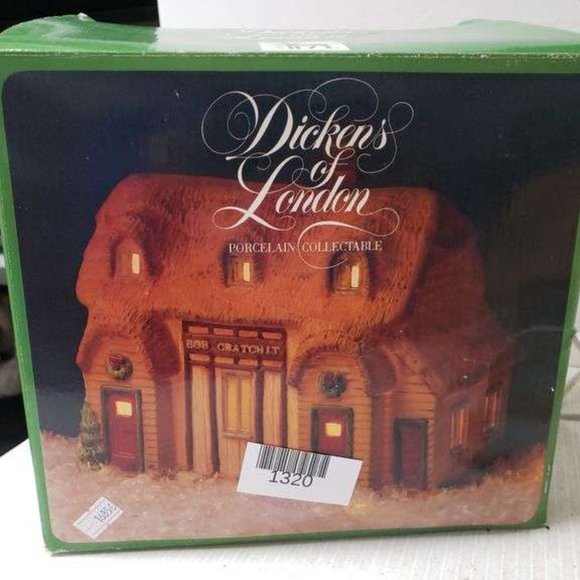 Dickens
of
London
PORCELAIN COLLECTABLE
BOB CRATCHIT
1320